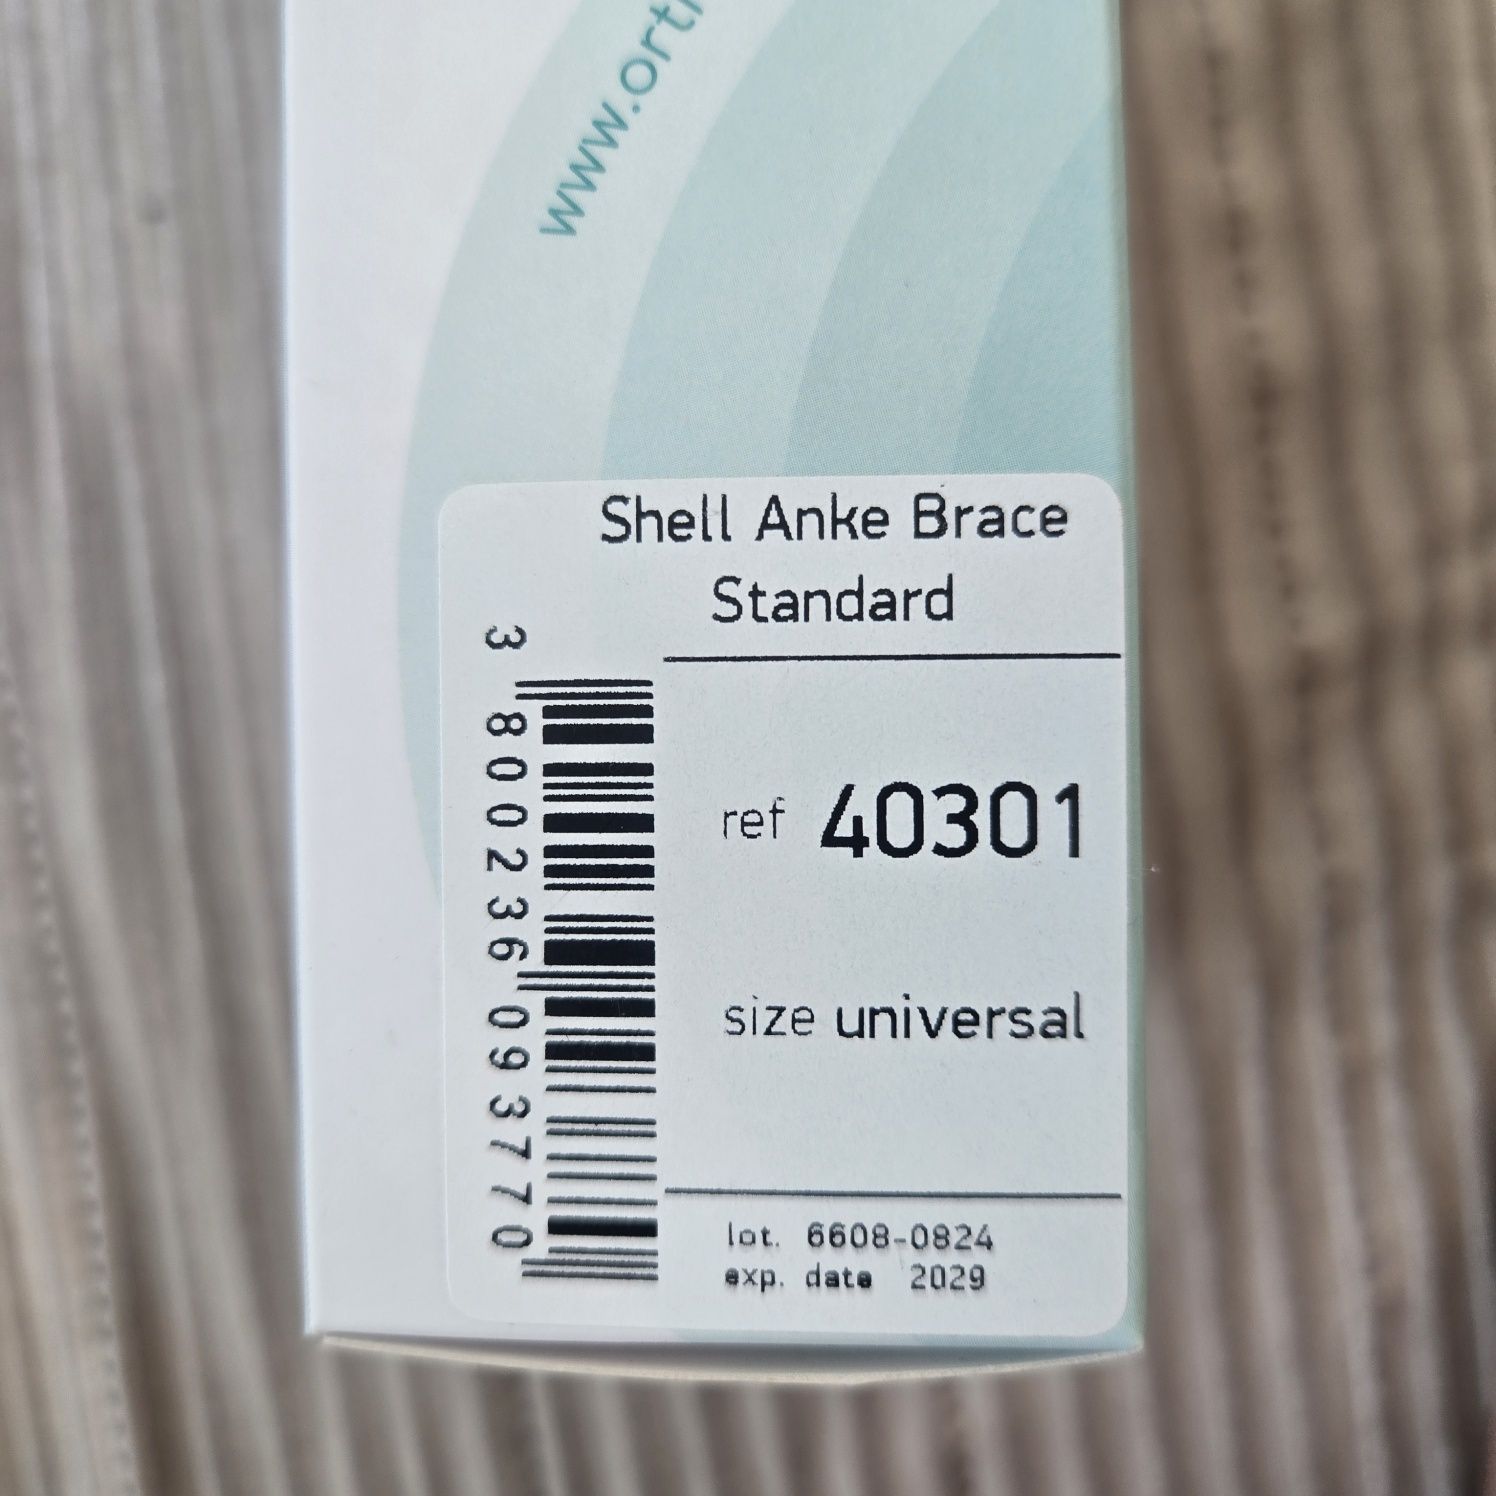 www.ort
Shell Anke Brace
Standard
ref 40301
size universal
lot. 6608-0824
exp. date 2029
3 800236 093770